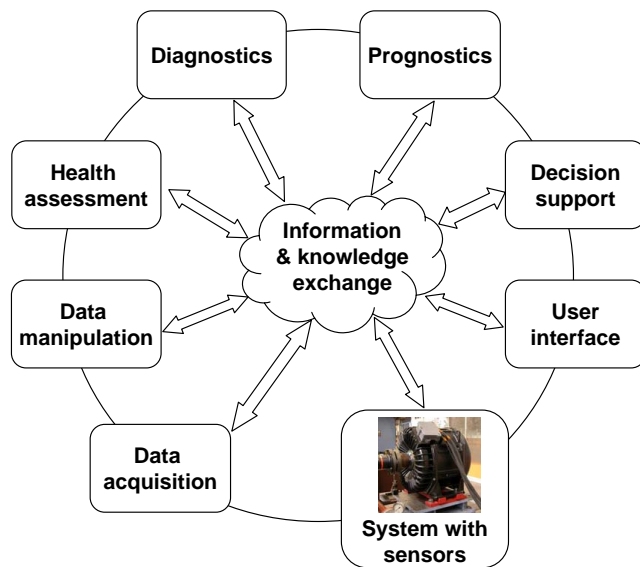 Diagnostics
Prognostics
Health
assessment
Decision
support
Information
& knowledge
exchange
Data
manipulation
User
interface
Data
acquisition
System with
sensors